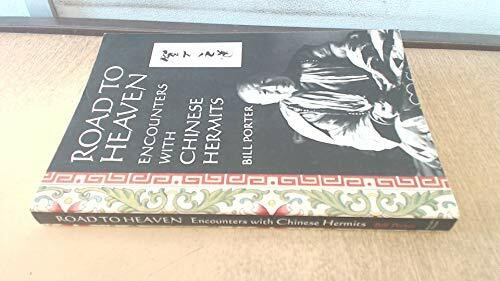 ROAD TO
HEAVEN
ENCOUNTERS
WITH
CHINESE
HERMITS
BILL PORTER
ROAD TO HEAVEN Encounters with Chinese Hermits Bill Porter